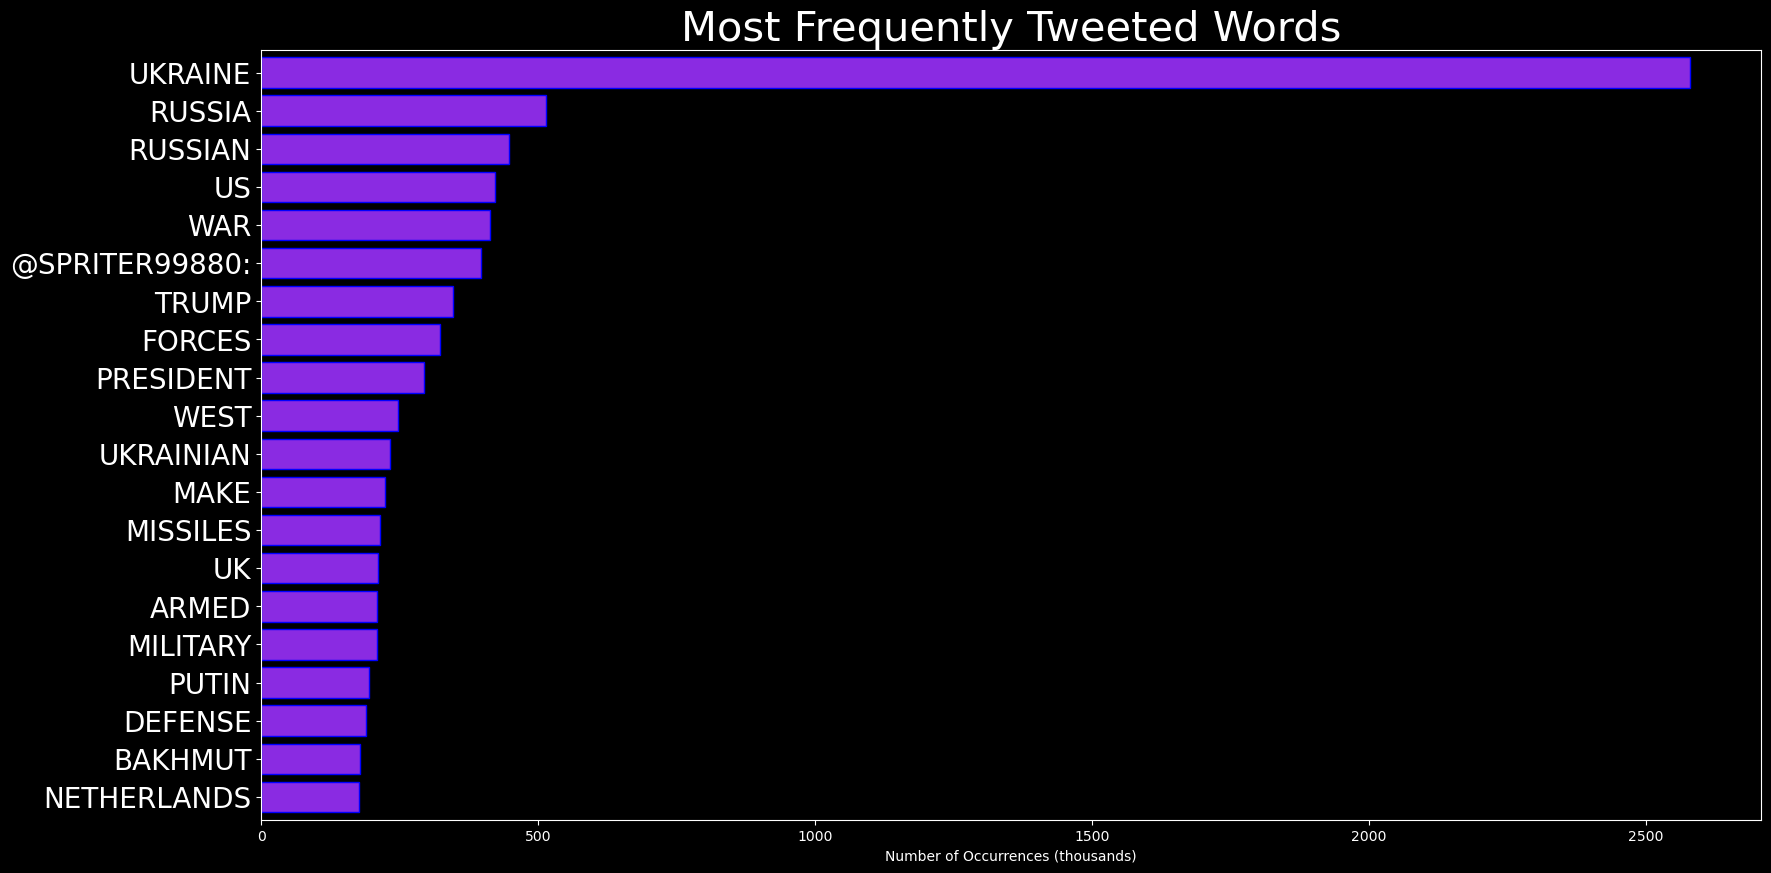 Most Frequently Tweeted Words
UKRAINE
RUSSIA
RUSSIAN
US
WAR
@SPRITER99880:
TRUMP
FORCES
PRESIDENT
WEST
UKRAINIAN
MAKE
MISSILES
UK
ARMED
MILITARY
PUTIN
DEFENSE
BAKHMUT
NETHERLANDS
0 500 1000 1500 2000 2500
Number of Occurrences (thousands)